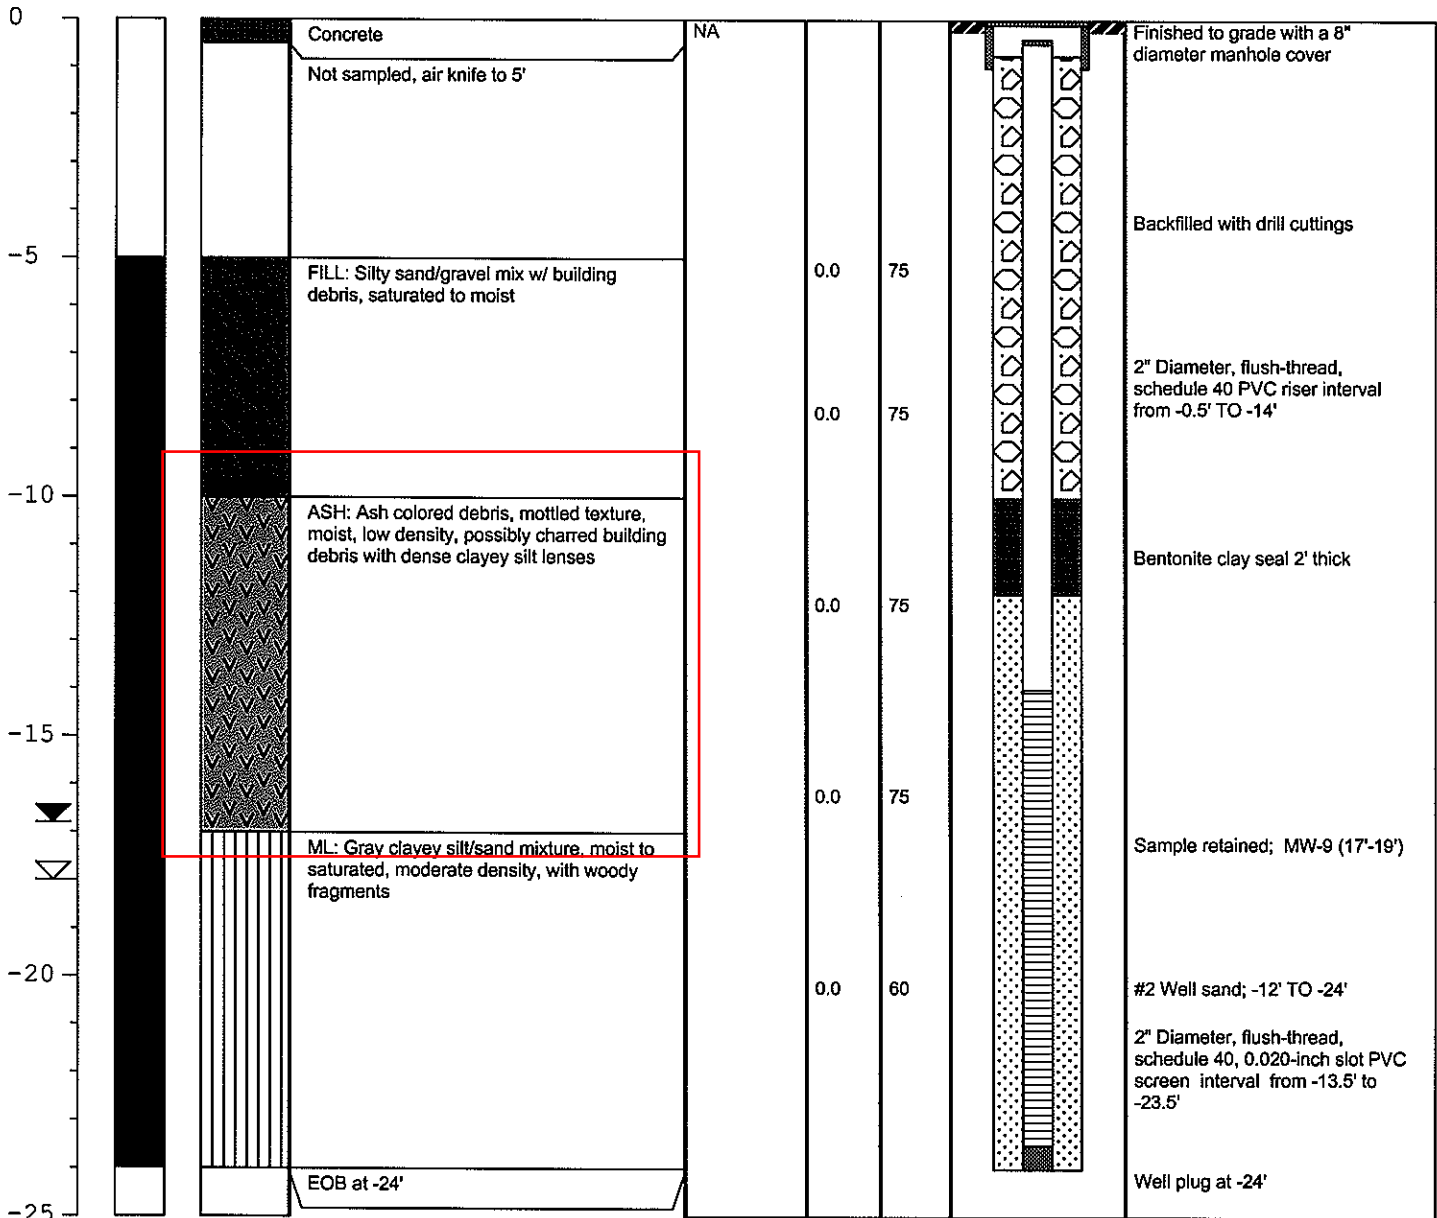 0
Concrete
NA
Finished to grade with a 8"
diameter manhole cover
Not sampled, air knife to 5'
Backfilled with drill cuttings
-5
FILL: Silty sand/gravel mix w/ building
debris, saturated to moist
0.0
75
2" Diameter, flush-thread,
schedule 40 PVC riser interval
from -0.5' TO -14'
0.0
75
-10
ASH: Ash colored debris, mottled texture,
moist, low density, possibly charred building
debris with dense clayey silt lenses
Bentonite clay seal 2' thick
0.0
75
-15
0.0
75
ML: Gray clayey silt/sand mixture, moist to
saturated, moderate density, with woody
fragments
Sample retained; MW-9 (17'-19')
-20
0.0
60
#2 Well sand; -12' TO -24'
2" Diameter, flush-thread,
schedule 40, 0.020-inch slot PVC
screen interval from -13.5' to
-23.5'
EOB at -24'
Well plug at -24'
-25